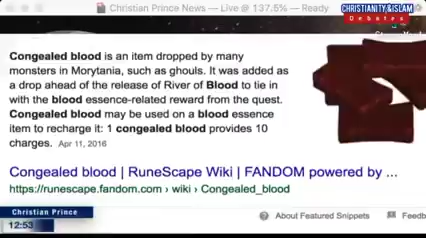 Christian Prince News — Live @ 137.5% — Ready
CHRISTIANITY & ISLAM
Debates
Congealed blood is an item dropped by many
monsters in Morytania, such as ghouls. It was added as
a drop ahead of the release of River of Blood to tie in
with the blood essence-related reward from the quest.
Congealed blood may be used on a blood essence
item to recharge it: 1 congealed blood provides 10
charges. Apr 11, 2016
Congealed blood | RuneScape Wiki | FANDOM powered by ...
https://runescape.fandom.com › wiki › Congealed_blood
Christian Prince
12:53
About Featured Snippets